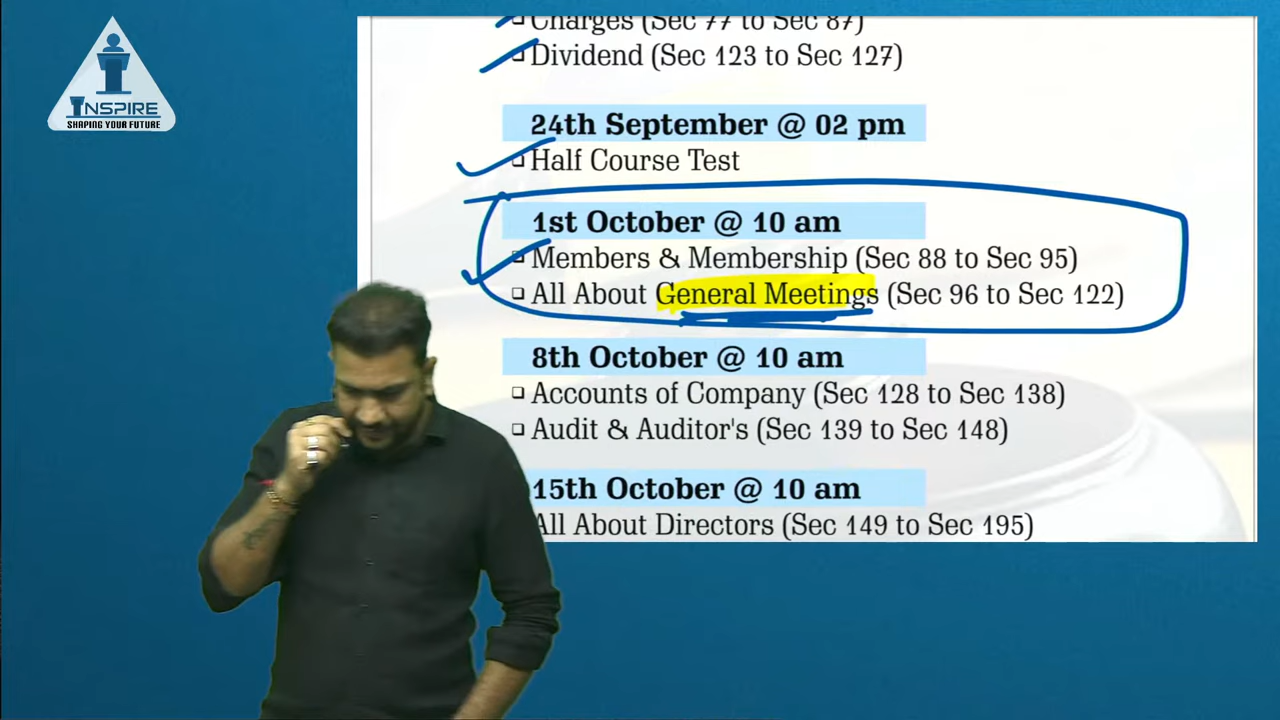 INSPIRE
SHAPING YOUR FUTURE
Charges (Sec 77 to Sec 87)
Dividend (Sec 123 to Sec 127)
24th September @ 02 pm
Half Course Test
1st October @ 10 am
Members & Membership (Sec 88 to Sec 95)
All About General Meetings (Sec 96 to Sec 122)
8th October @ 10 am
Accounts of Company (Sec 128 to Sec 138)
Audit & Auditor's (Sec 139 to Sec 148)
15th October @ 10 am
All About Directors (Sec 149 to Sec 195)